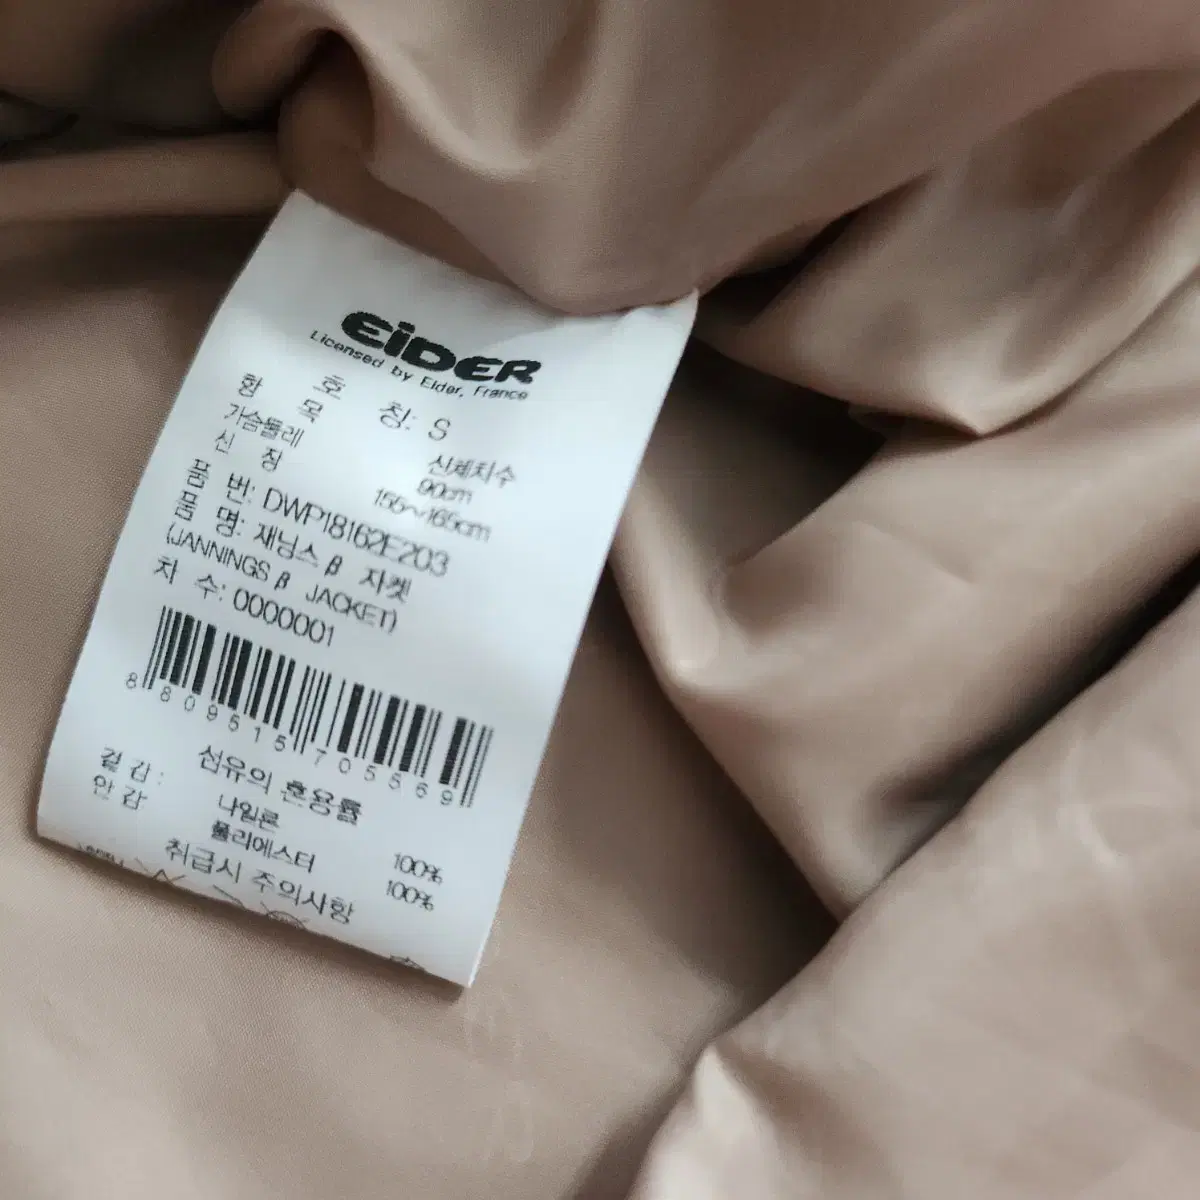 EiDER
Licensed by Eider, France
호 칭: S
항 목 신체치수
가슴둘레 90cm
신 장 155~165cm
품 번: DWP18162E203
품 명: 재닝스 β 자켓
(JANNINGS β JACKET)
차 수: 0000001
8809515705569
섬유의 혼용률
겉감: 나일론 100%
안감 폴리에스터 100%
취급시 주의사항